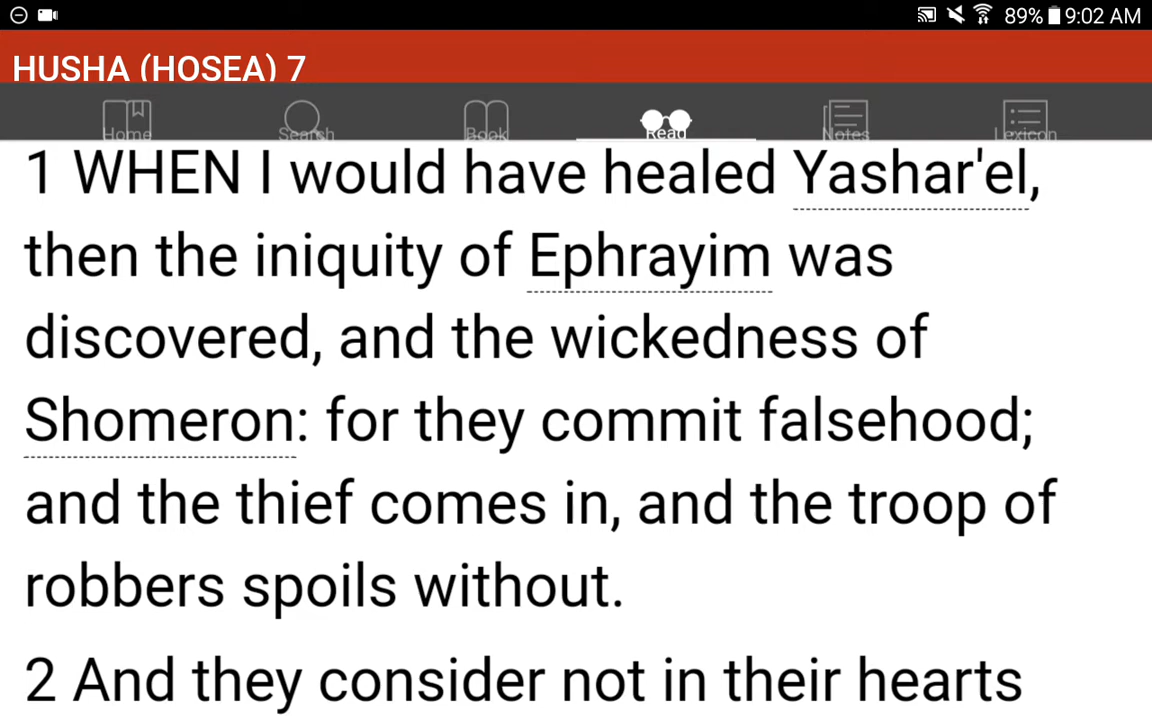 89% 9:02 AM
HUSHA (HOSEA) 7
Home Search Book Read Notes Lexicon
1 WHEN I would have healed Yashar'el,
then the iniquity of Ephrayim was
discovered, and the wickedness of
Shomeron: for they commit falsehood;
and the thief comes in, and the troop of
robbers spoils without.
2 And they consider not in their hearts